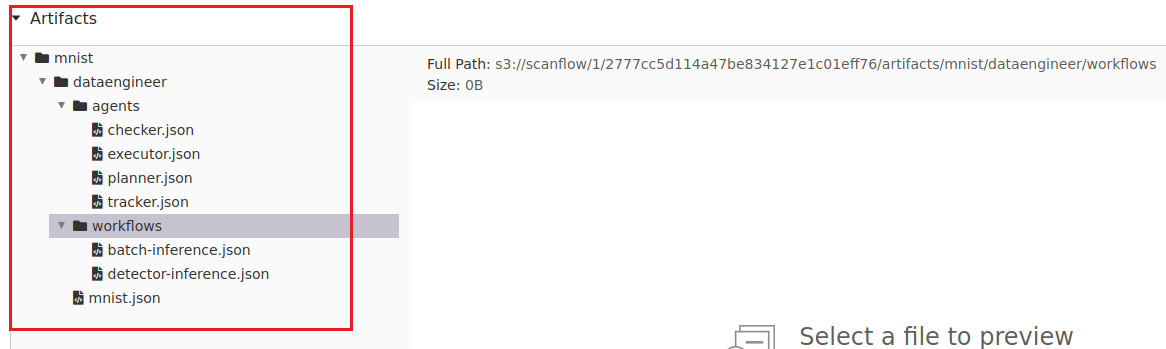 Artifacts
mnist
dataengineer
agents
checker.json
executor.json
planner.json
tracker.json
workflows
batch-inference.json
detector-inference.json
mnist.json
Full Path: s3://scanflow/1/2777cc5d114a47be834127e1c01eff76/artifacts/mnist/dataengineer/workflows
Size: 0B
Select a file to preview